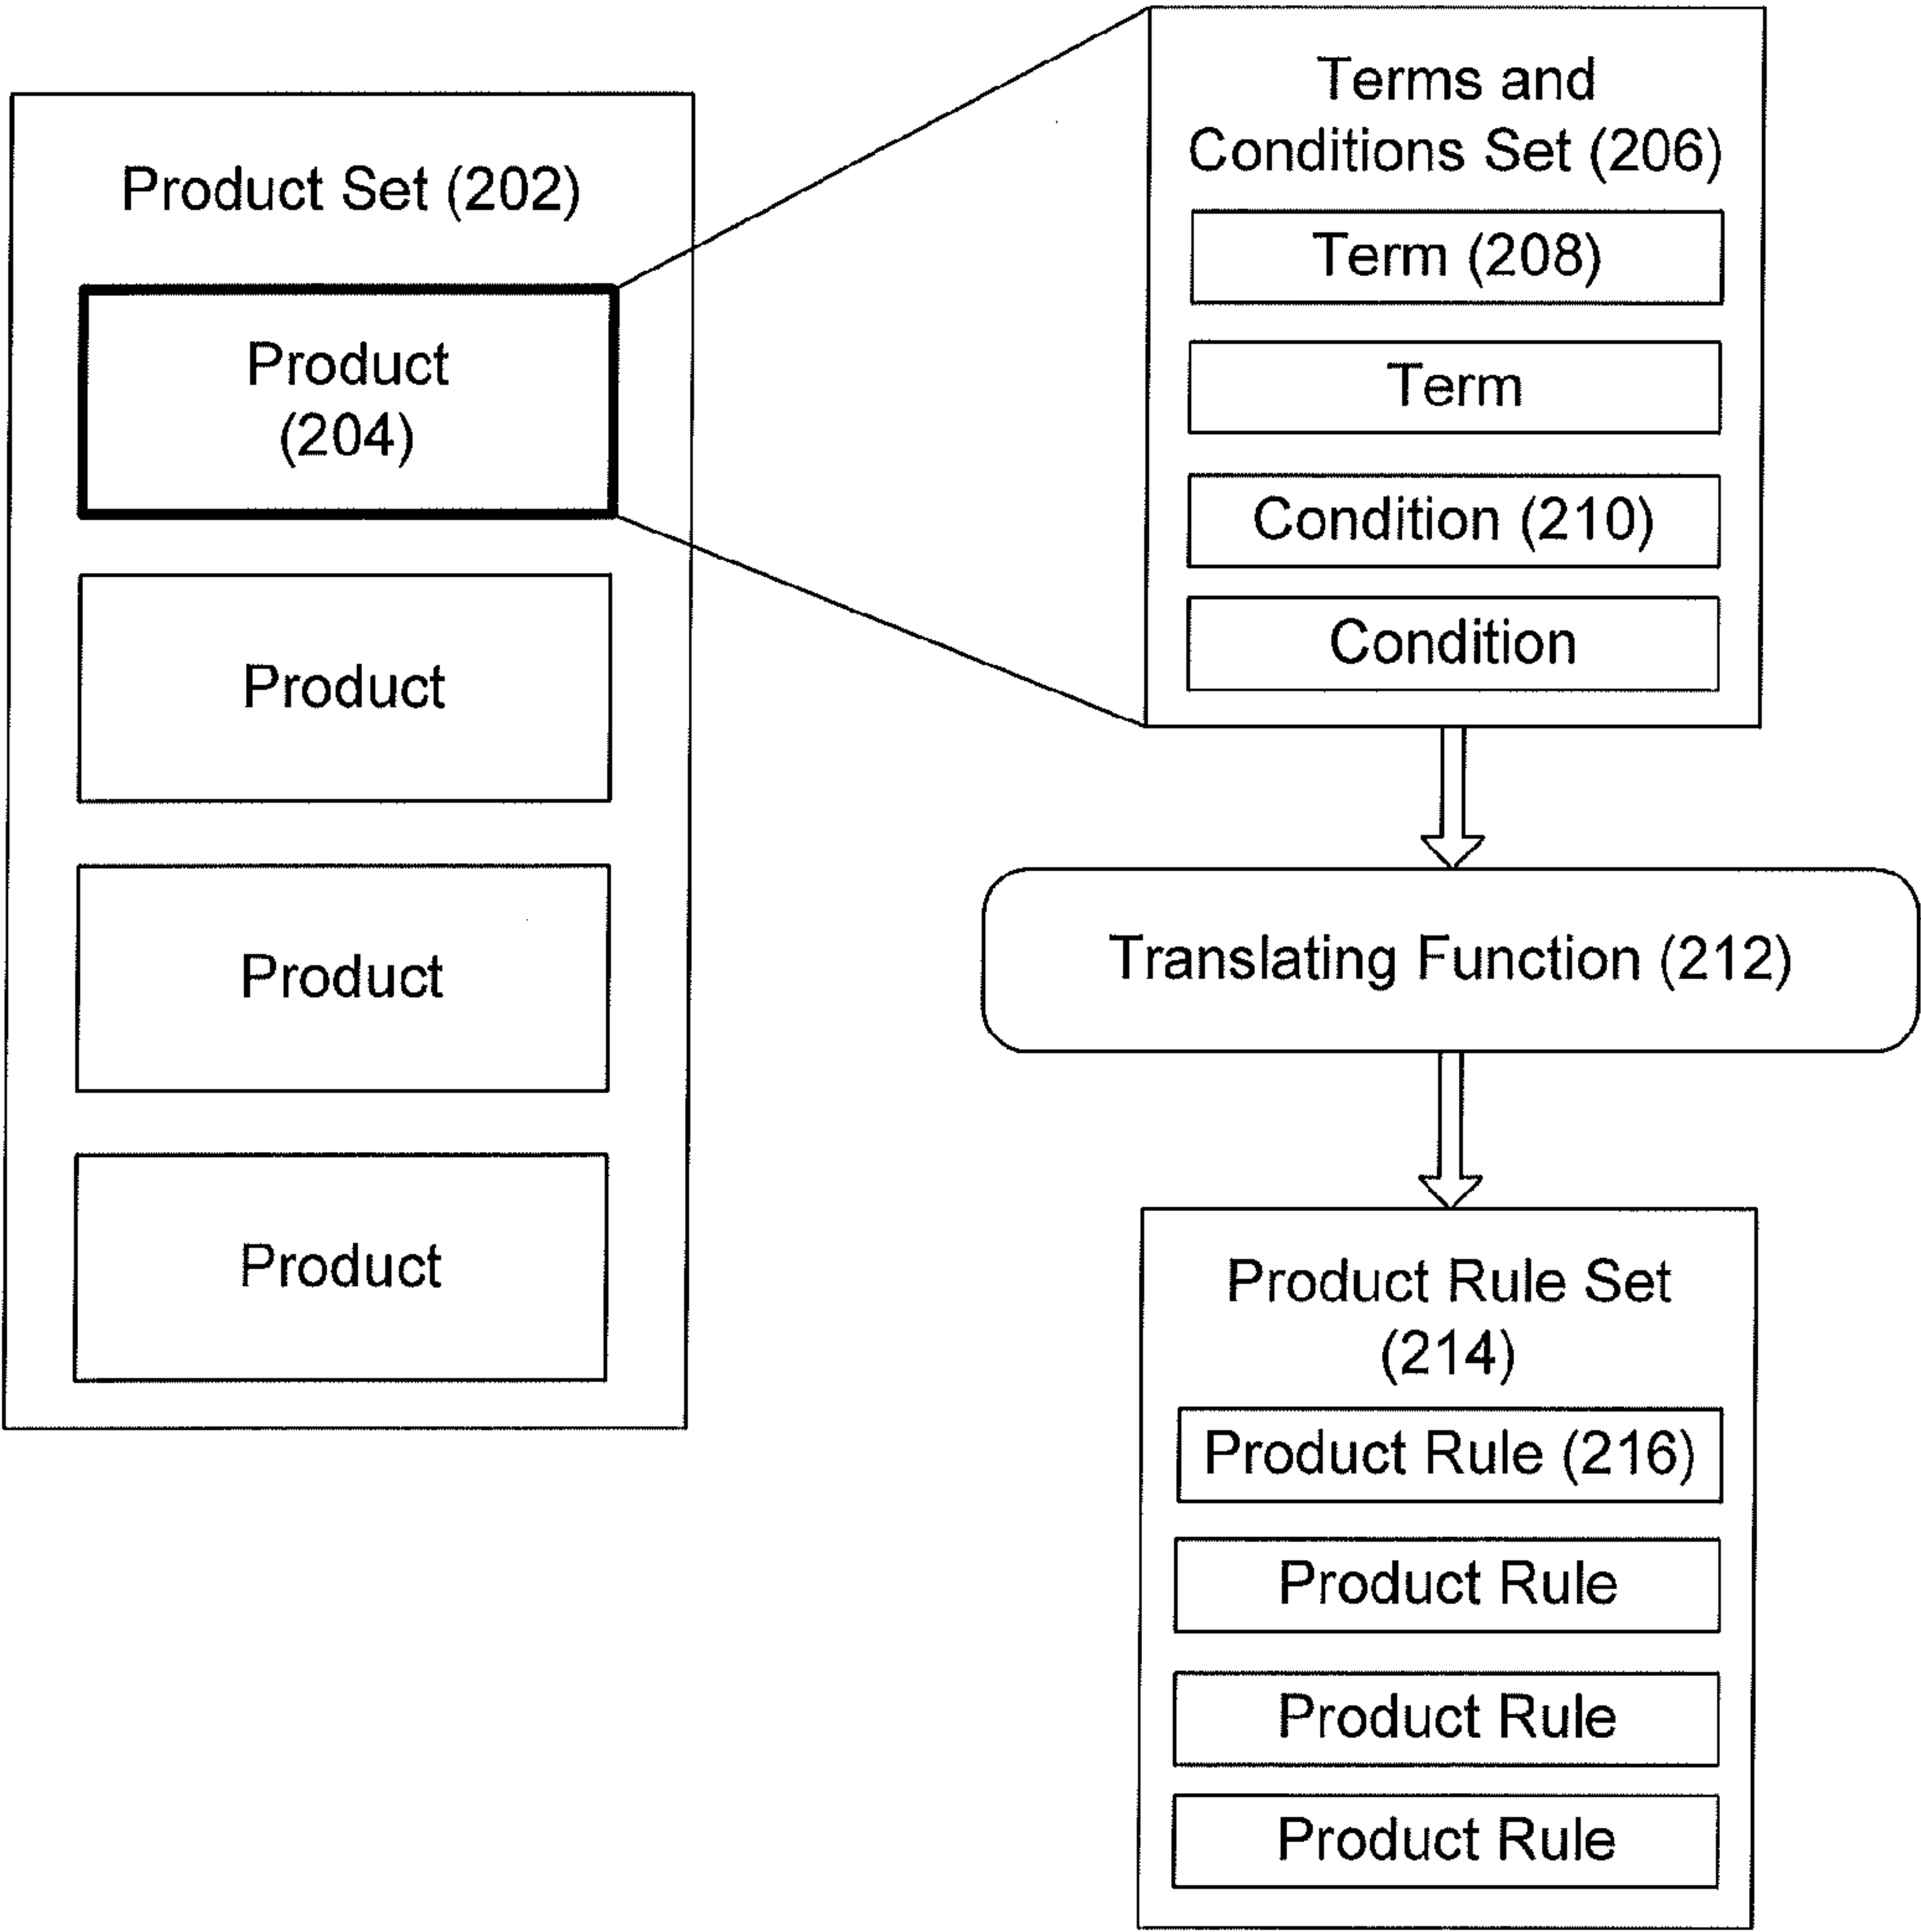 Product Set (202)
Product
(204)
Product
Product
Product
Terms and
Conditions Set (206)
Term (208)
Term
Condition (210)
Condition
Translating Function (212)
Product Rule Set
(214)
Product Rule (216)
Product Rule
Product Rule
Product Rule